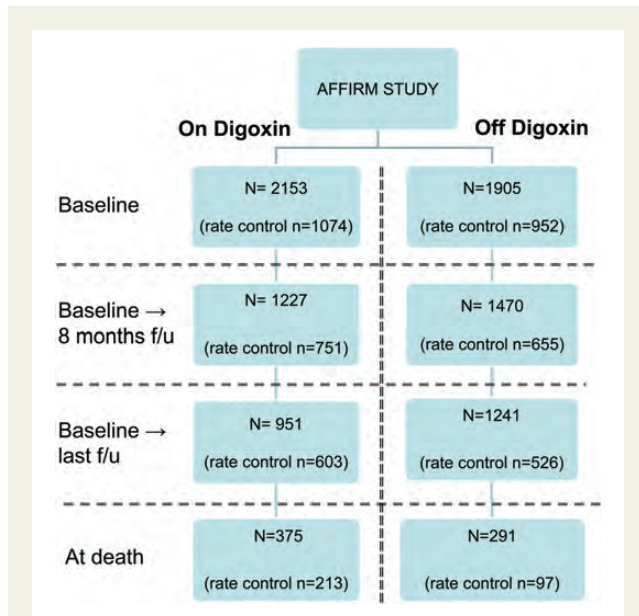 AFFIRM STUDY
On Digoxin
Off Digoxin
Baseline
N= 2153
(rate control n=1074)
N=1905
(rate control n=952)
Baseline →
8 months f/u
N= 1227
(rate control n=751)
N= 1470
(rate control n=655)
Baseline →
last f/u
N= 951
(rate control n=603)
N=1241
(rate control n=526)
At death
N=375
(rate control n=213)
N=291
(rate control n=97)